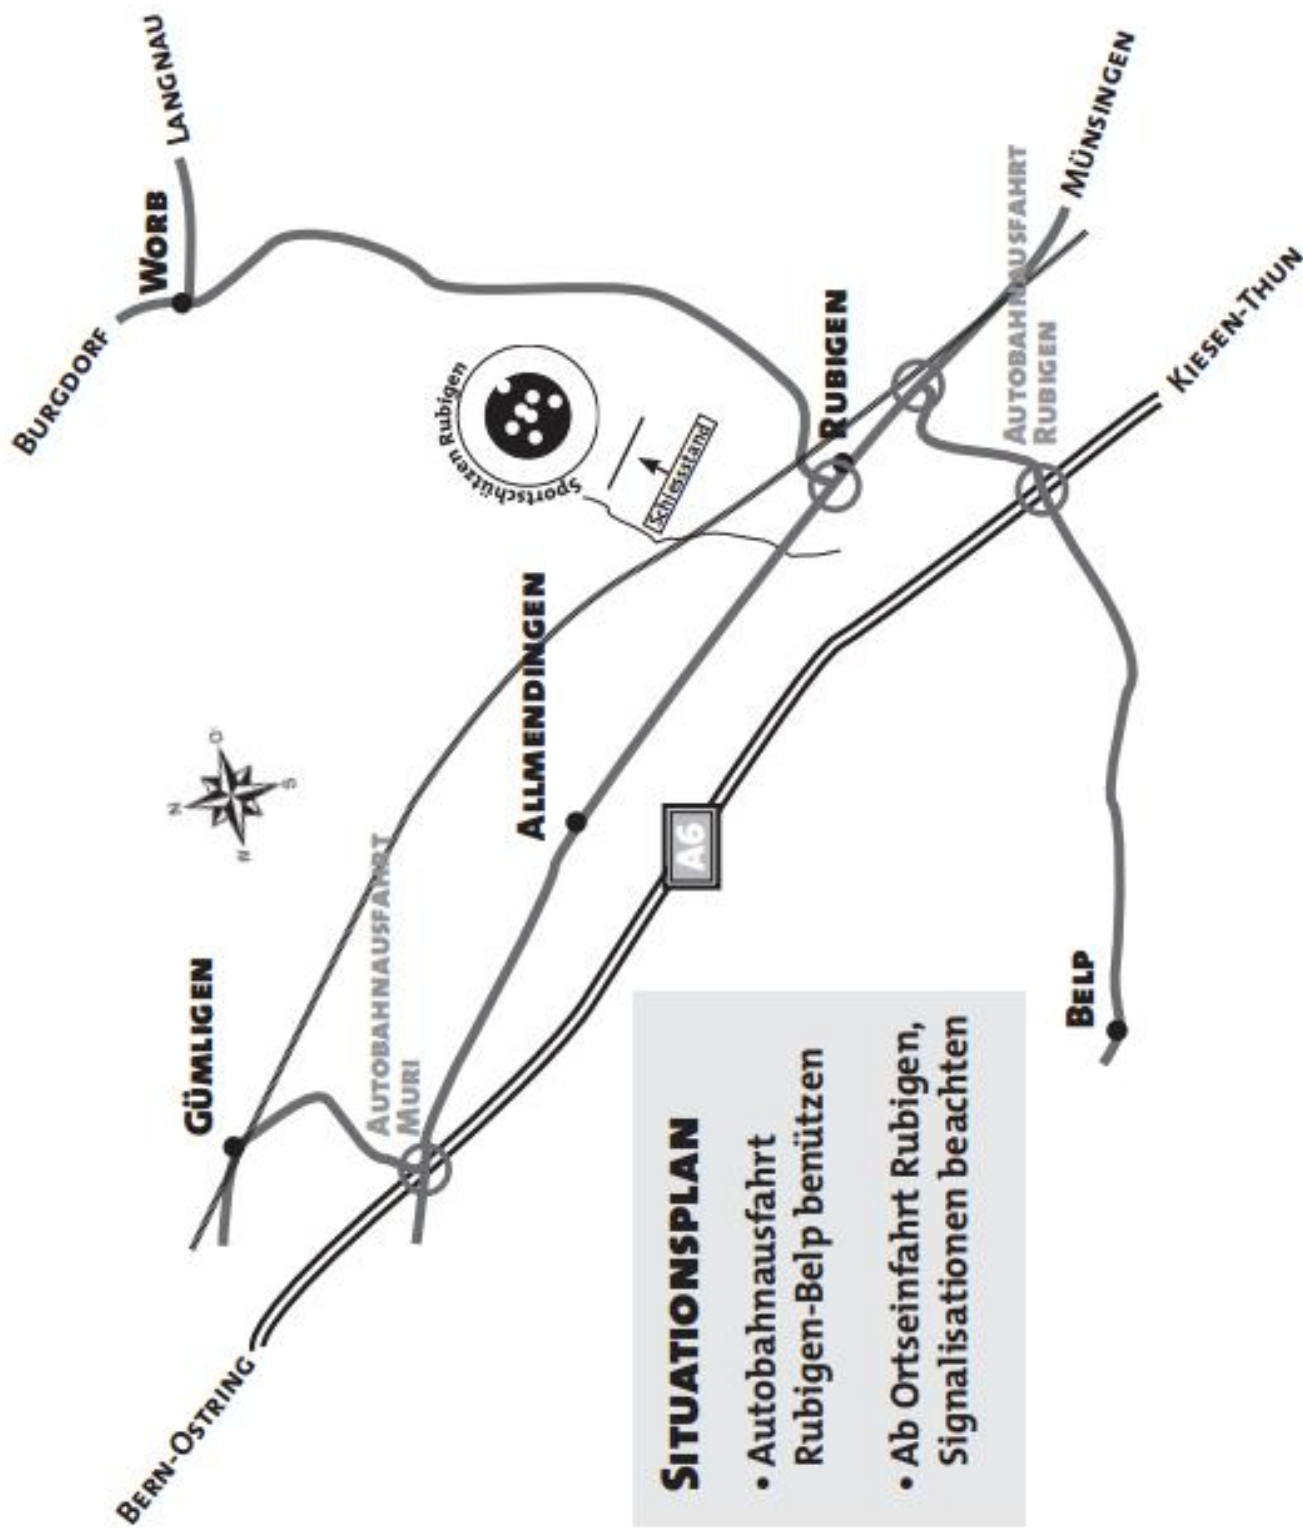 Burgdorf
Langnau
Worb
Sportschützen Rubigen
Schiessstand
Gümligen
Allmendingen
Rubigen
Autobahnausfahrt
Muri
A6
Autobahnausfahrt
Rubigen
Münsingen
Kiesen-Thun
Bern-Ostring
Belp
N
O
S
Situationsplan
• Autobahnausfahrt
Rubigen-Belp benützen
• Ab Ortseinfahrt Rubigen,
Signalisationen beachten